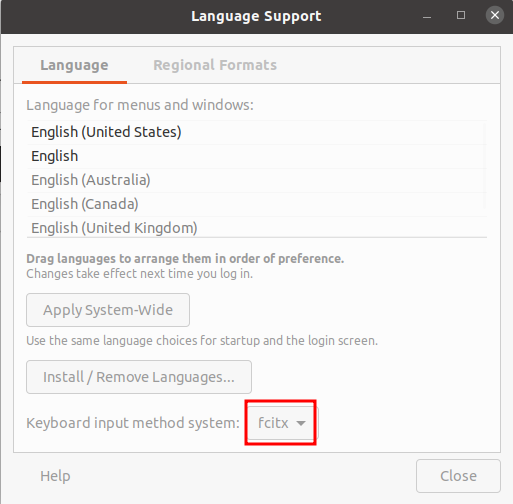 Language Support
Language Regional Formats
Language for menus and windows:
English (United States)
English
English (Australia)
English (Canada)
English (United Kingdom)
Drag languages to arrange them in order of preference.
Changes take effect next time you log in.
Apply System-Wide
Use the same language choices for startup and the login screen.
Install / Remove Languages...
Keyboard input method system: fcitx
Help Close